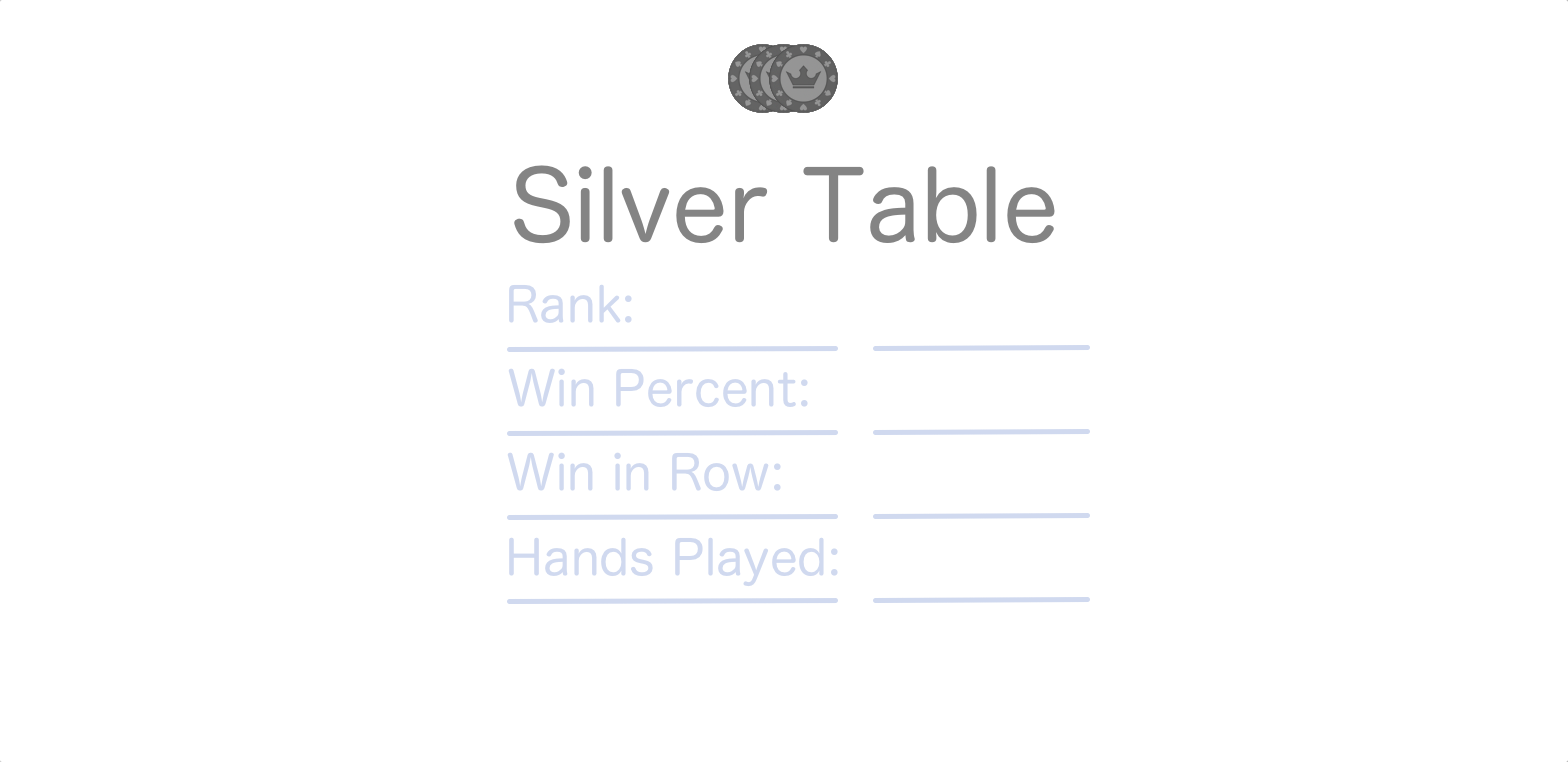 Silver Table
Rank:
Win Percent:
Win in Row:
Hands Played: